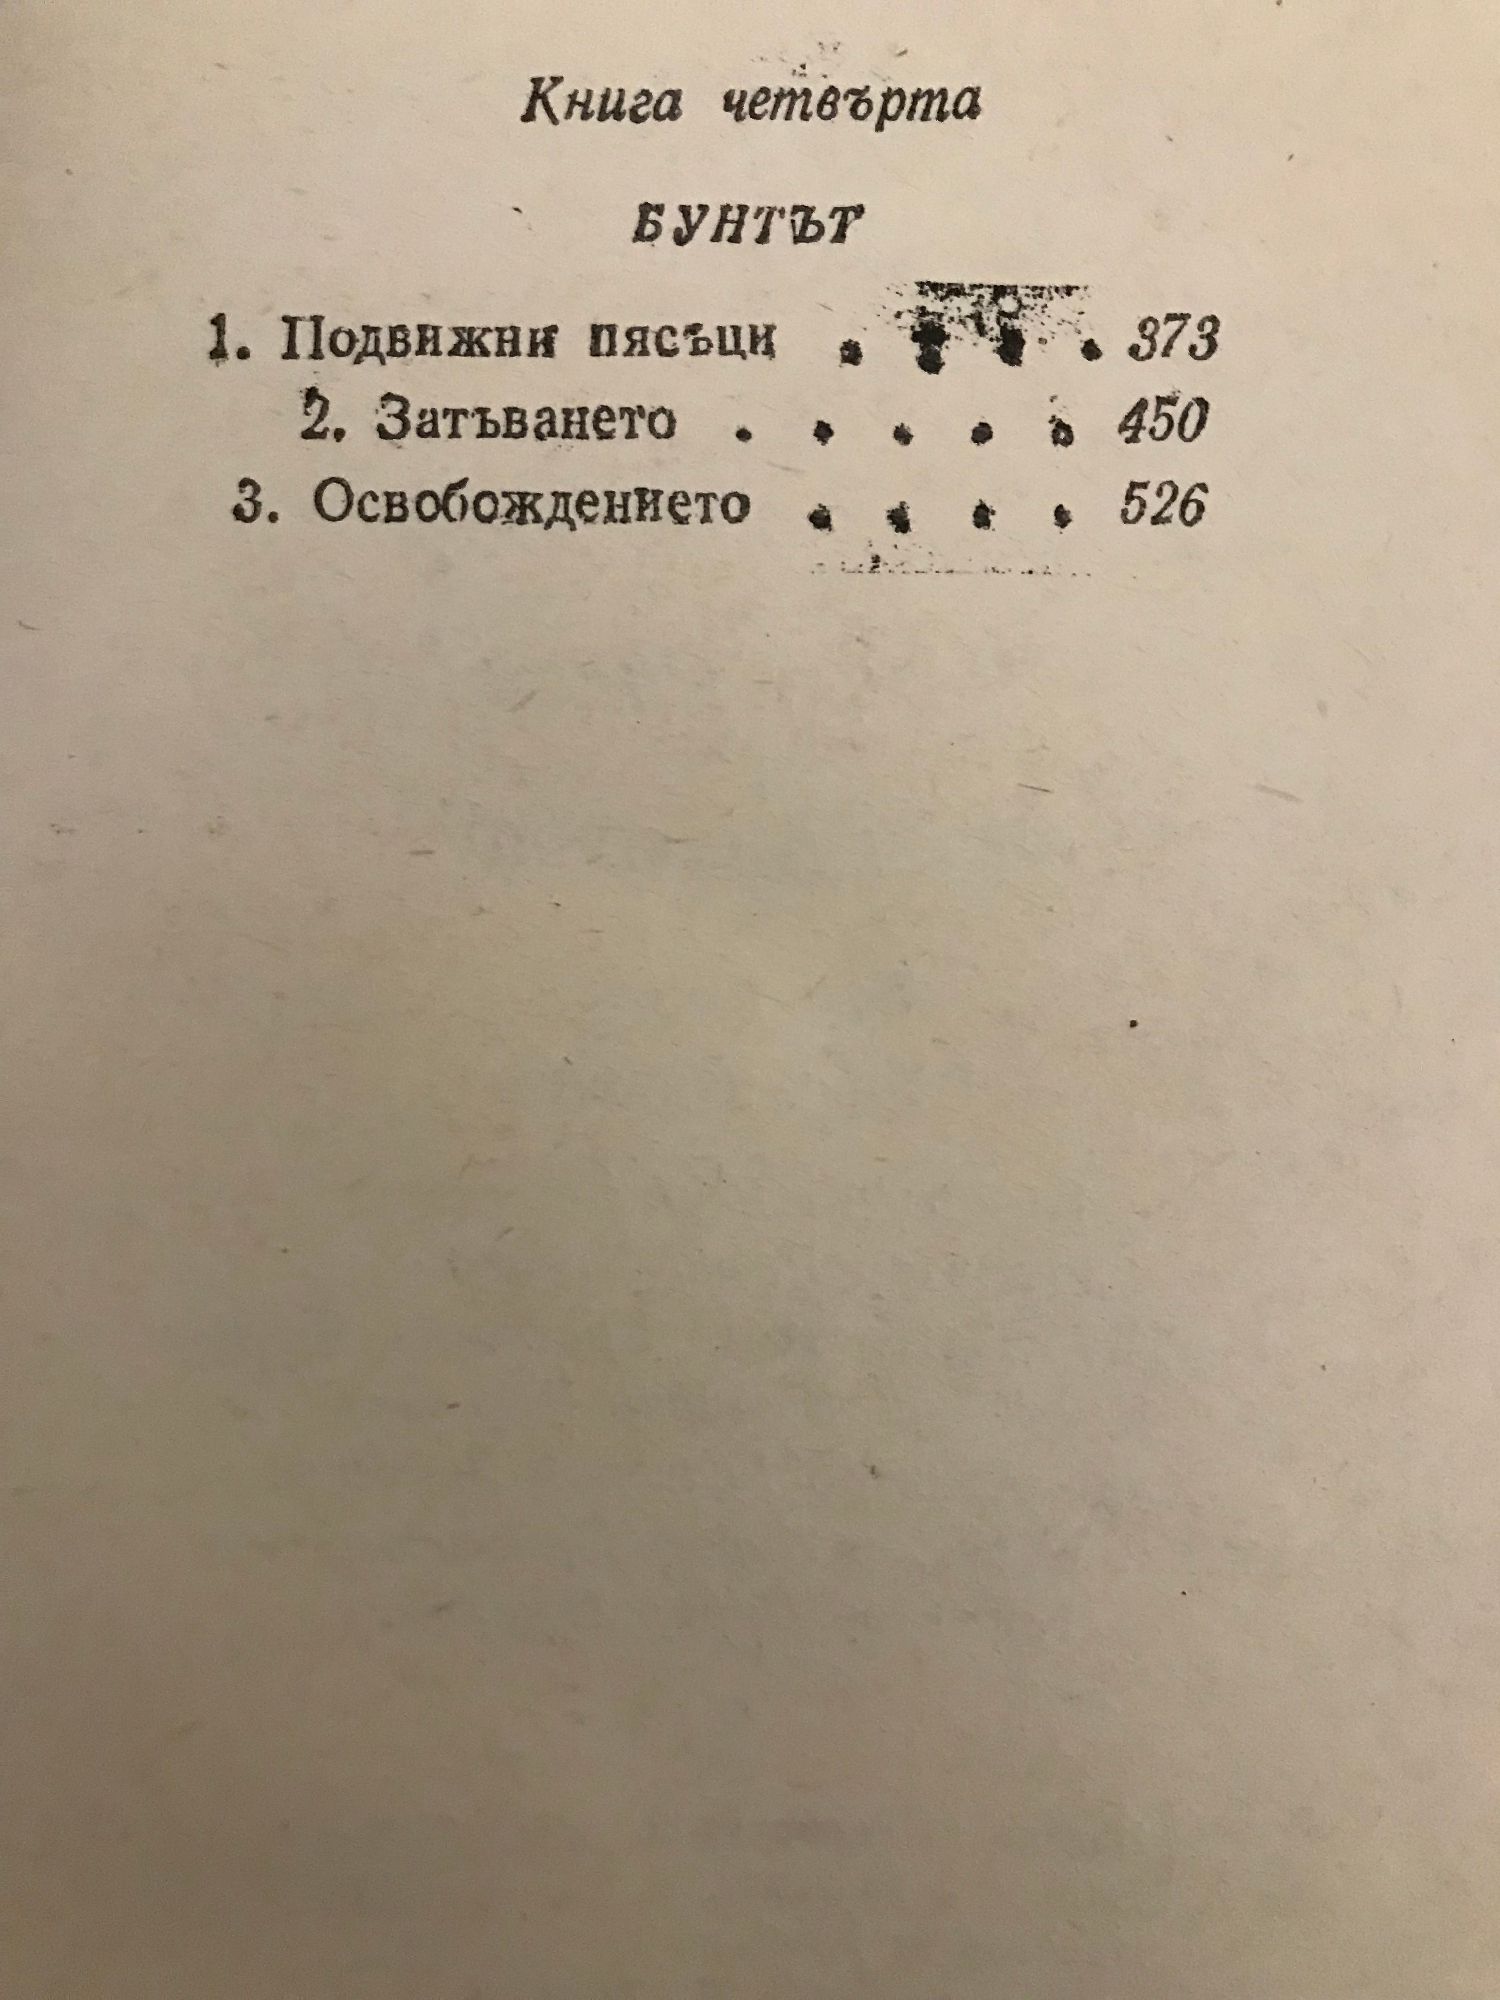 Книга четвърта
БУНТЪТ
1. Подвижни пясъци . . . . 373
2. Затъването . . . . . 450
3. Освобождението . . . . 526